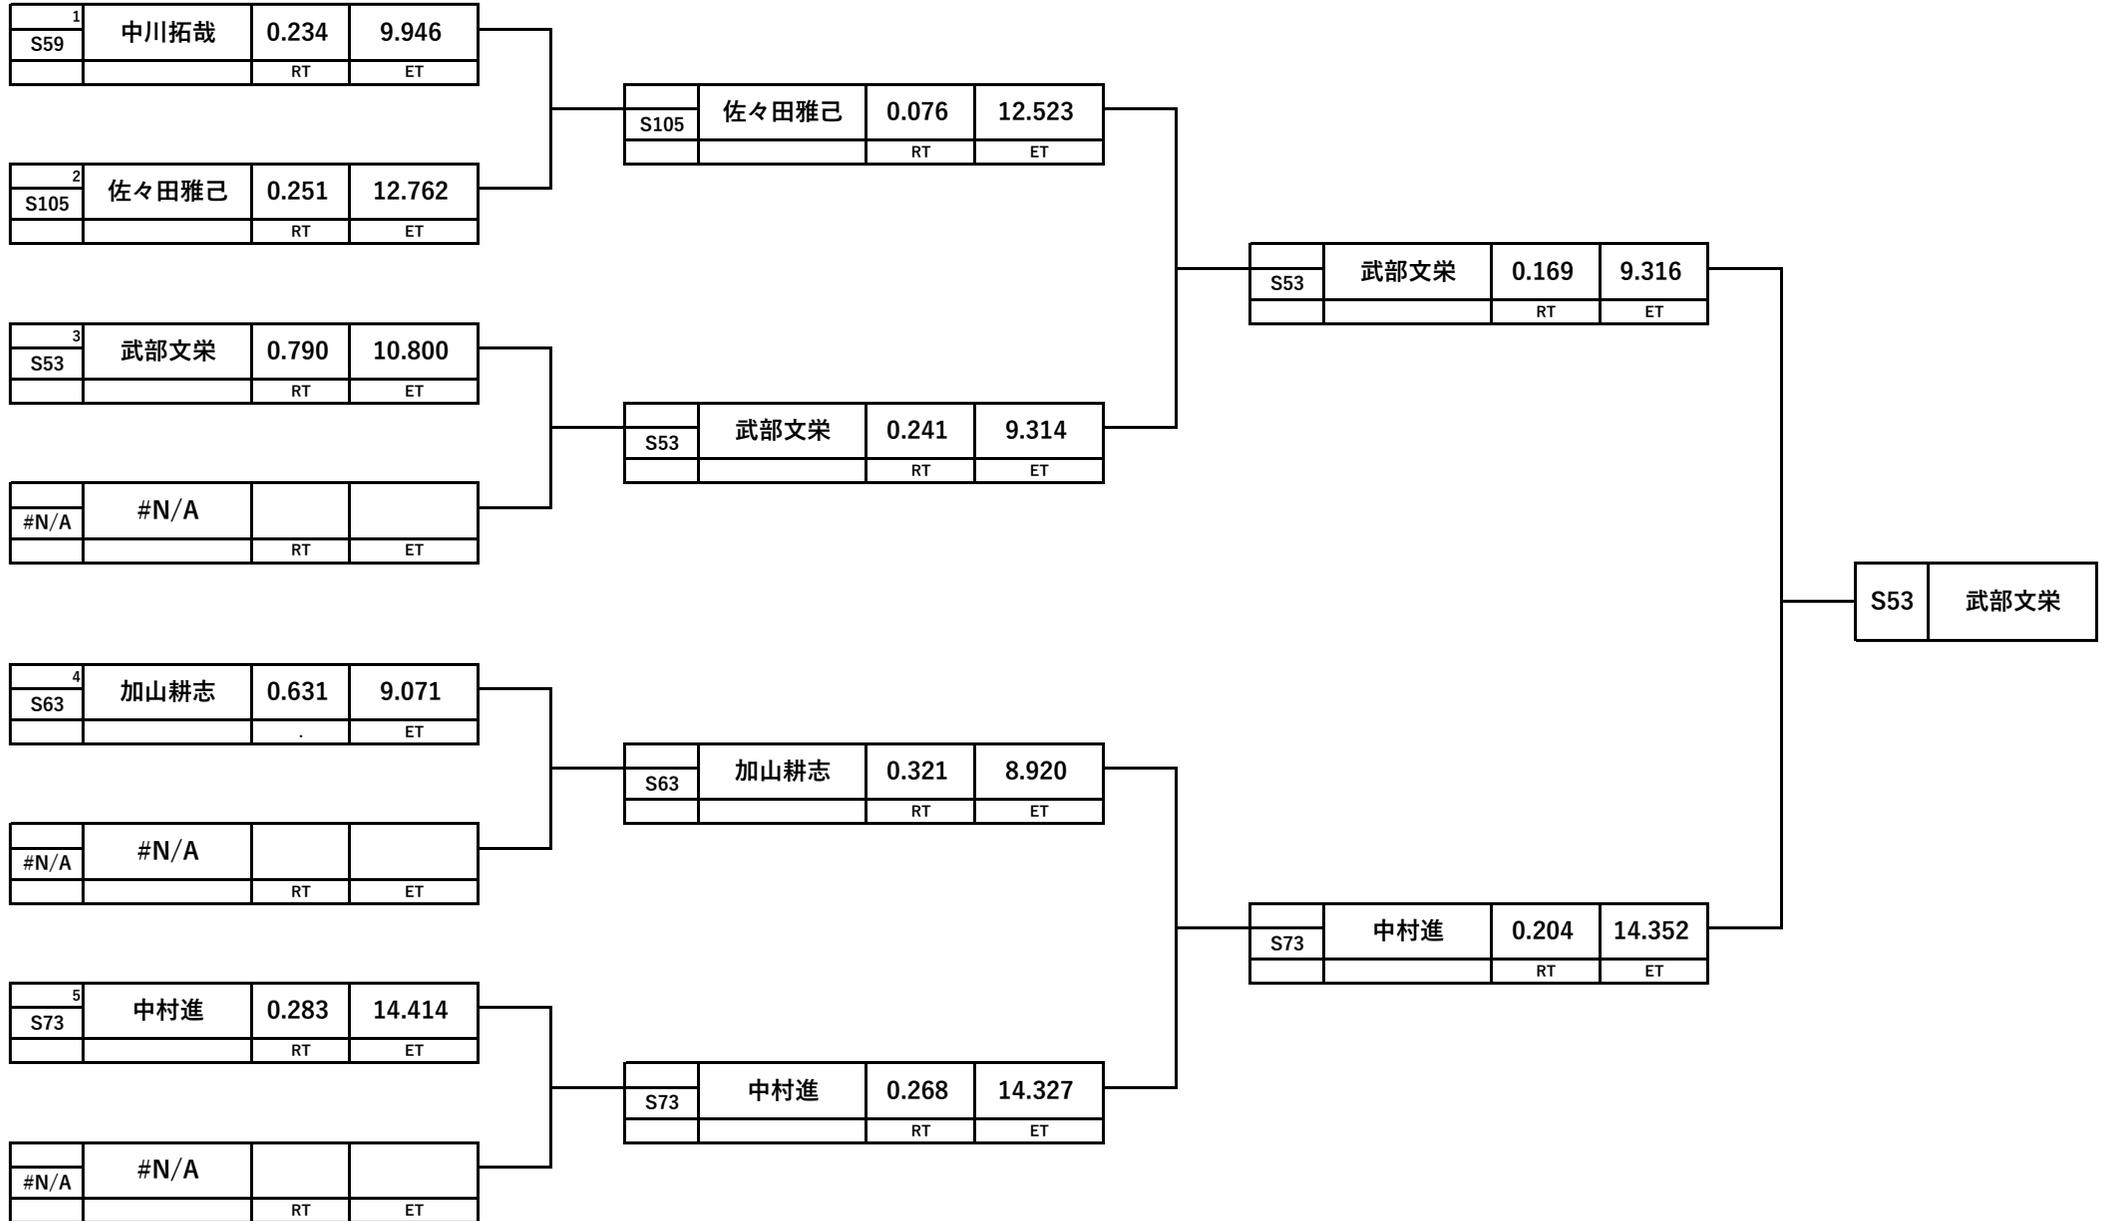 1
S59 中川拓哉 0.234 9.946
RT ET
佐々田雅己 0.076 12.523
S105
RT ET
2
S105 佐々田雅己 0.251 12.762
RT ET
武部文栄 0.169 9.316
S53
RT ET
3
S53 武部文栄 0.790 10.800
RT ET
武部文栄 0.241 9.314
S53
RT ET
#N/A #N/A
RT ET
S53 武部文栄
4
S63 加山耕志 0.631 9.071
. ET
加山耕志 0.321 8.920
S63
RT ET
#N/A #N/A
RT ET
中村進 0.204 14.352
S73
RT ET
5
S73 中村進 0.283 14.414
RT ET
中村進 0.268 14.327
S73
RT ET
#N/A #N/A
RT ET